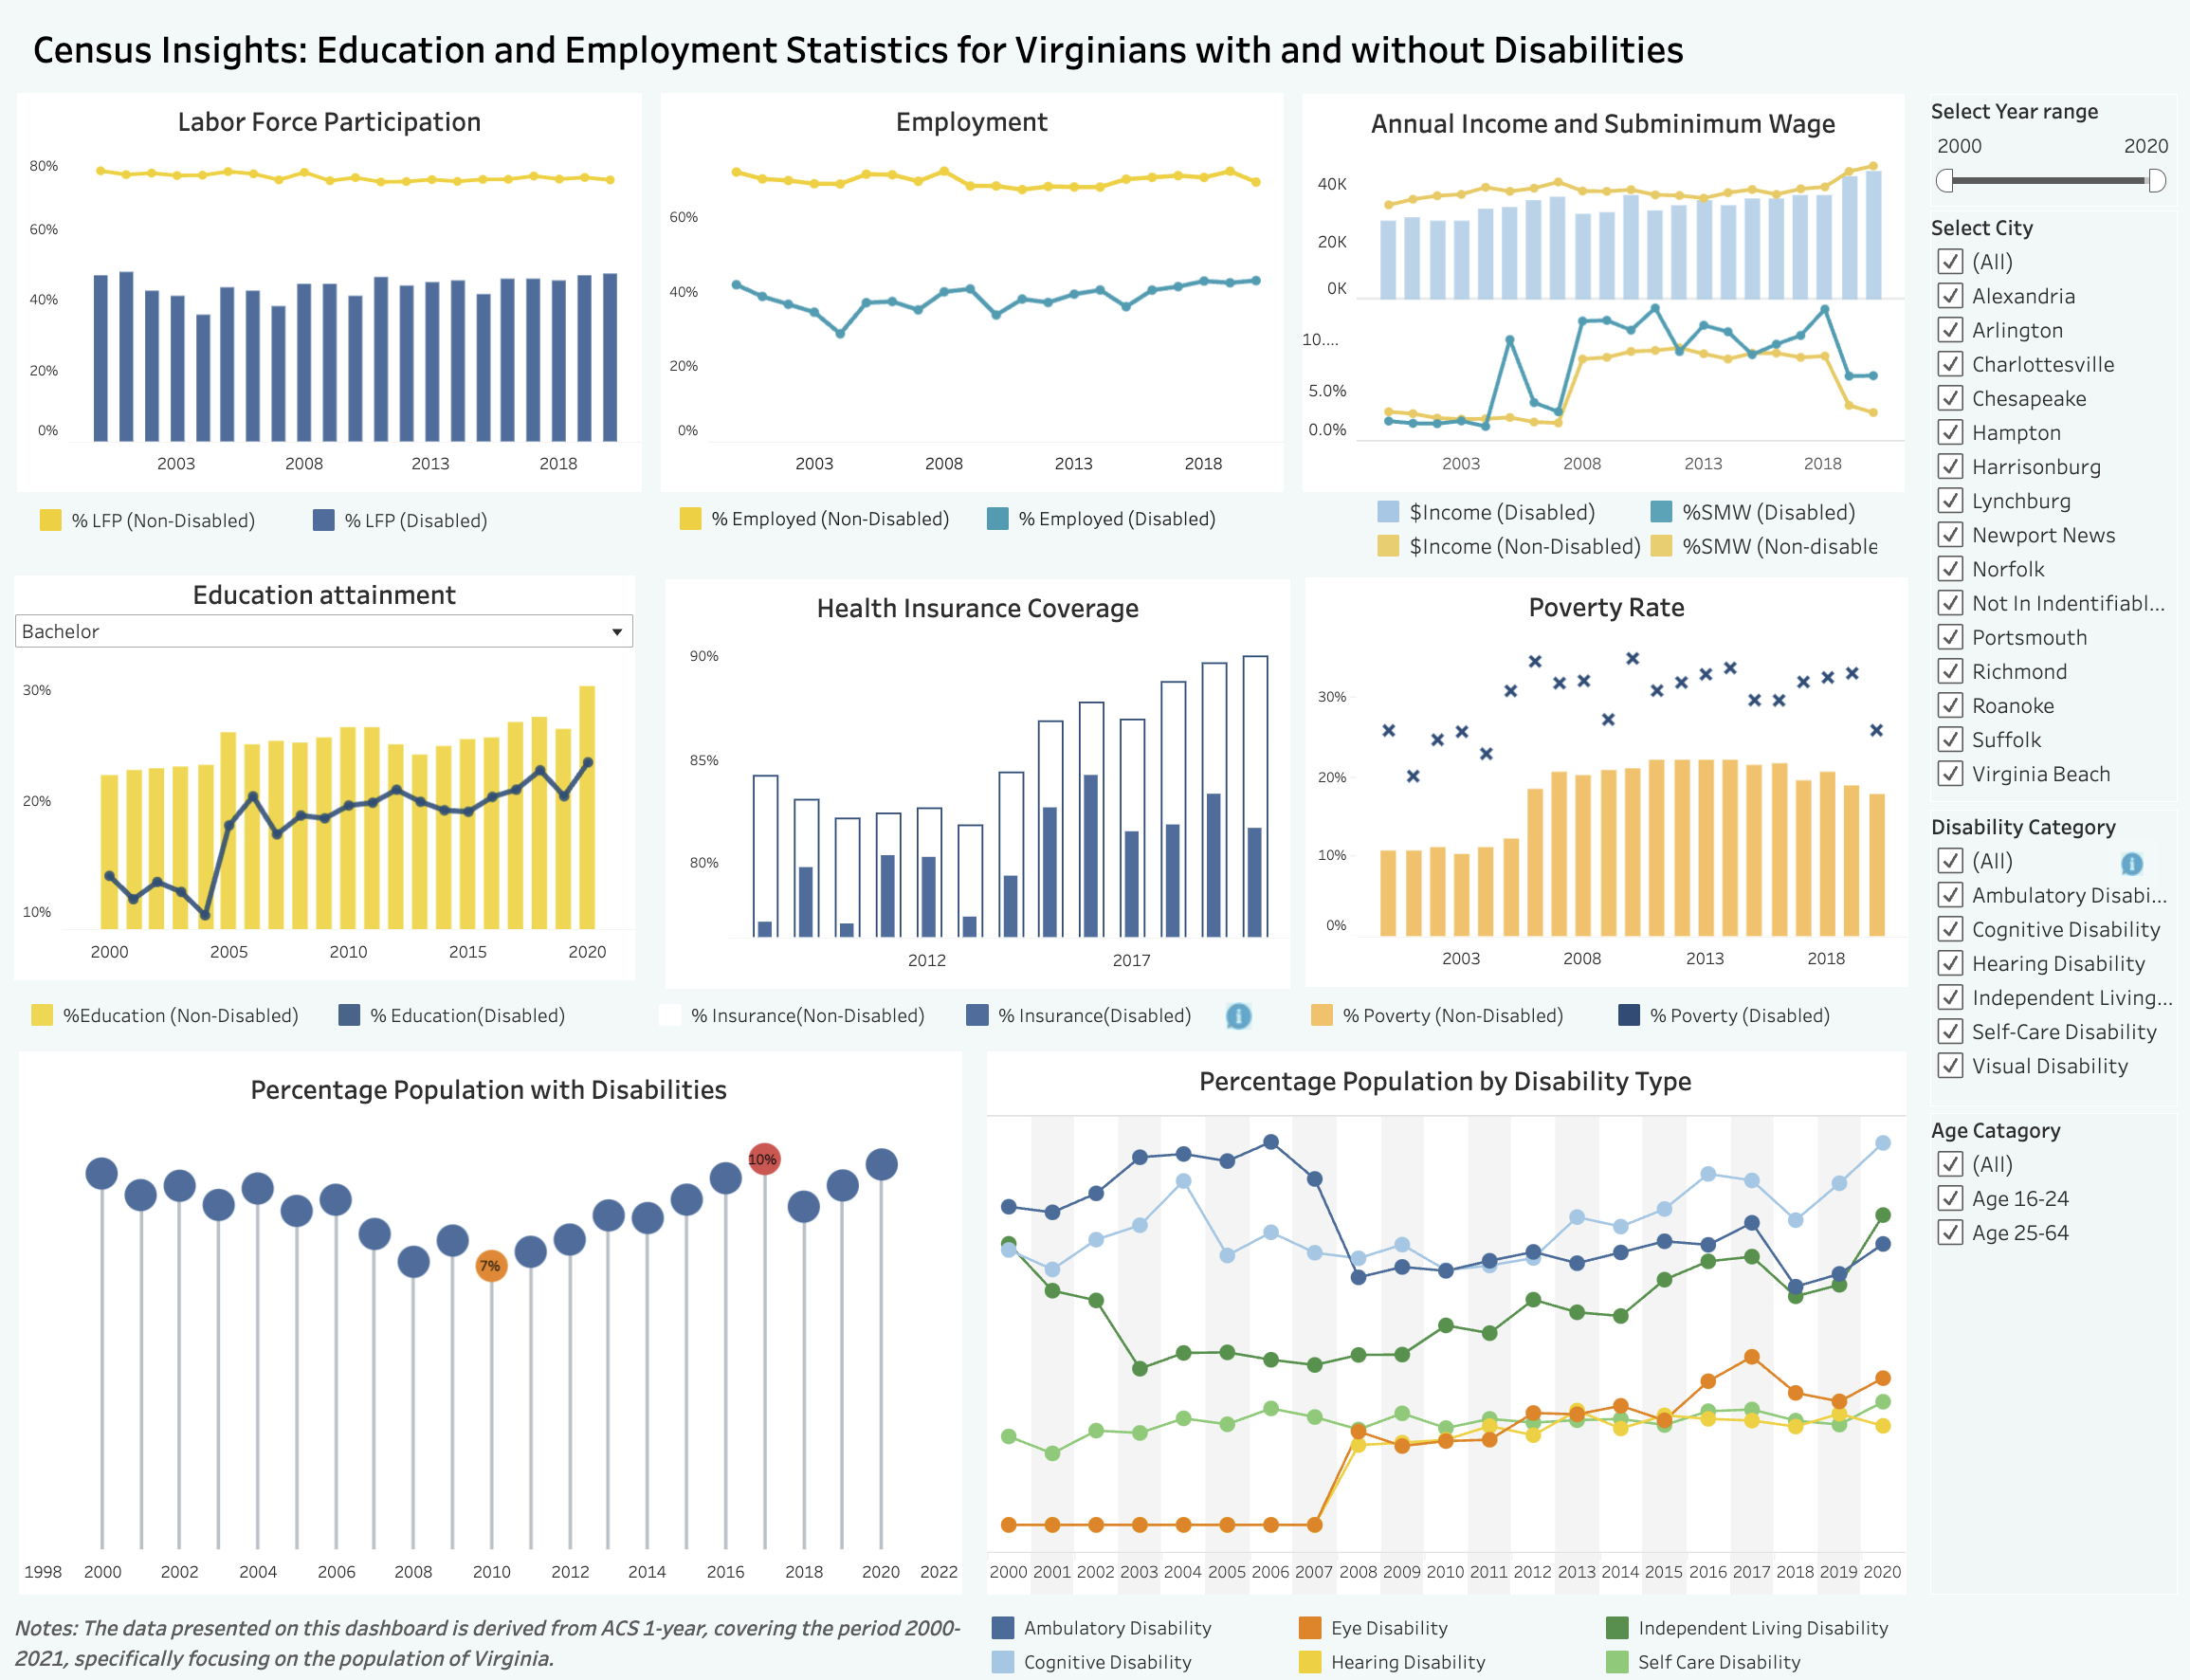 Census Insights: Education and Employment Statistics for Virginians with and without Disabilities
Labor Force Participation
80%
60%
40%
20%
0%
2003 2008 2013 2018
% LFP (Non-Disabled) % LFP (Disabled)
Employment
60%
40%
20%
0%
2003 2008 2013 2018
% Employed (Non-Disabled) % Employed (Disabled)
Annual Income and Subminimum Wage
40K
20K
0K
10....
5.0%
0.0%
2003 2008 2013 2018
$Income (Disabled) %SMW (Disabled)
$Income (Non-Disabled) %SMW (Non-disable
Education attainment
Bachelor
30%
20%
10%
2000 2005 2010 2015 2020
%Education (Non-Disabled) % Education(Disabled)
Health Insurance Coverage
90%
85%
80%
2012 2017
% Insurance(Non-Disabled) % Insurance(Disabled) i
Poverty Rate
30%
20%
10%
0%
2003 2008 2013 2018
% Poverty (Non-Disabled) % Poverty (Disabled)
Percentage Population with Disabilities
10%
7%
1998 2000 2002 2004 2006 2008 2010 2012 2014 2016 2018 2020 2022
Notes: The data presented on this dashboard is derived from ACS 1-year, covering the period 2000-
2021, specifically focusing on the population of Virginia.
Percentage Population by Disability Type
2000 2001 2002 2003 2004 2005 2006 2007 2008 2009 2010 2011 2012 2013 2014 2015 2016 2017 2018 2019 2020
Ambulatory Disability Eye Disability Independent Living Disability
Cognitive Disability Hearing Disability Self Care Disability
Select Year range
2000 2020
Select City
(All)
Alexandria
Arlington
Charlottesville
Chesapeake
Hampton
Harrisonburg
Lynchburg
Newport News
Norfolk
Not In Indentifiabl...
Portsmouth
Richmond
Roanoke
Suffolk
Virginia Beach
Disability Category
(All) i
Ambulatory Disabi...
Cognitive Disability
Hearing Disability
Independent Living...
Self-Care Disability
Visual Disability
Age Catagory
(All)
Age 16-24
Age 25-64